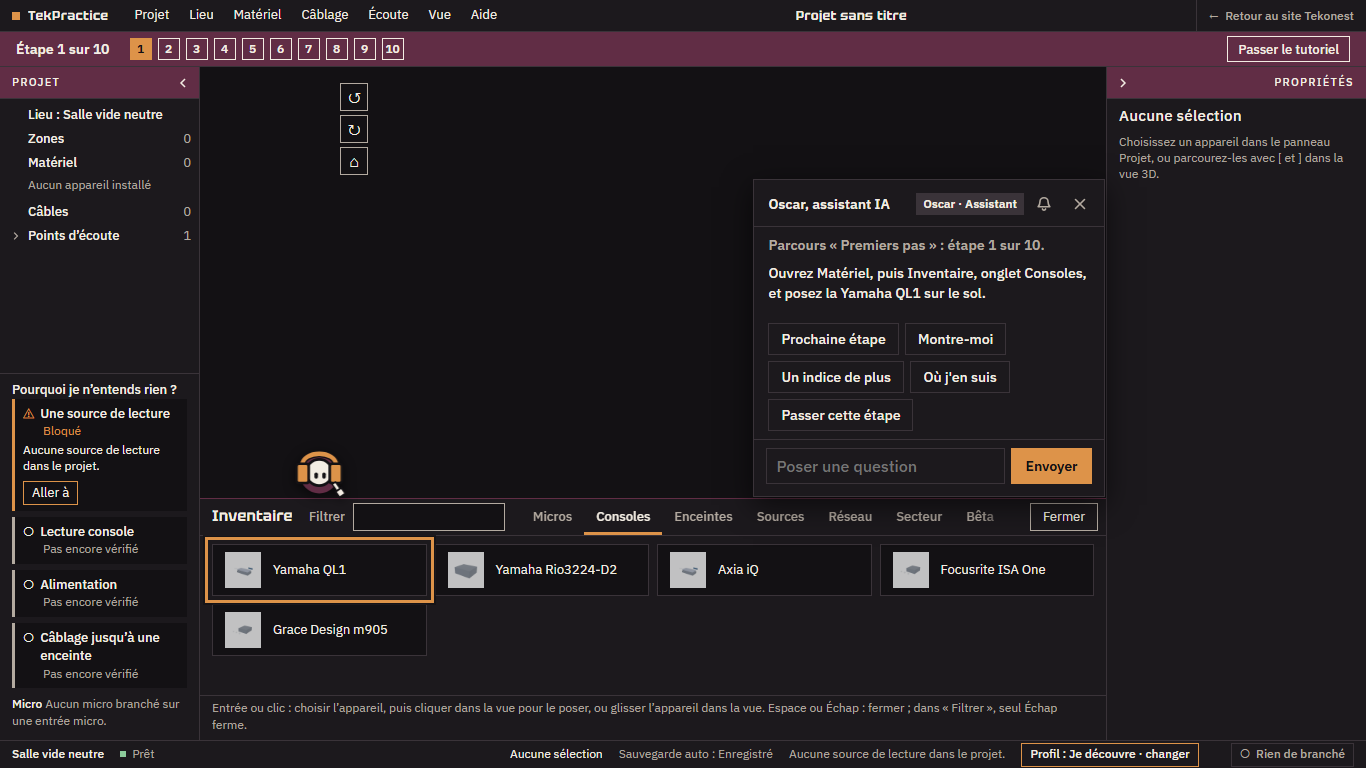 TekPractice Projet Lieu Matériel Câblage Écoute Vue Aide Projet sans titre ← Retour au site Tekonest
Étape 1 sur 10 1 2 3 4 5 6 7 8 9 10 Passer le tutoriel
PROJET
Lieu : Salle vide neutre
Zones 0
Matériel 0
Aucun appareil installé
Câbles 0
Points d’écoute 1
Pourquoi je n’entends rien ?
Une source de lecture
Bloqué
Aucune source de lecture
dans le projet.
Aller à
Lecture console
Pas encore vérifié
Alimentation
Pas encore vérifié
Câblage jusqu’à une
enceinte
Pas encore vérifié
Micro Aucun micro branché sur
une entrée micro.
Oscar, assistant IA Oscar · Assistant
Parcours « Premiers pas » : étape 1 sur 10.
Ouvrez Matériel, puis Inventaire, onglet Consoles,
et posez la Yamaha QL1 sur le sol.
Prochaine étape Montre-moi
Un indice de plus Où j'en suis
Passer cette étape
Poser une question Envoyer
Inventaire Filtrer Micros Consoles Enceintes Sources Réseau Secteur Bêta Fermer
Yamaha QL1 Yamaha Rio3224-D2 Axia iQ Focusrite ISA One
Grace Design m905
Entrée ou clic : choisir l’appareil, puis cliquer dans la vue pour le poser, ou glisser l’appareil dans la vue. Espace ou Échap : fermer ; dans « Filtrer », seul Échap
ferme.
PROPRIÉTÉS
Aucune sélection
Choisissez un appareil dans le panneau
Projet, ou parcourez-les avec [ et ] dans la
vue 3D.
Salle vide neutre Prêt Aucune sélection Sauvegarde auto : Enregistré Aucune source de lecture dans le projet. Profil : Je découvre · changer Rien de branché